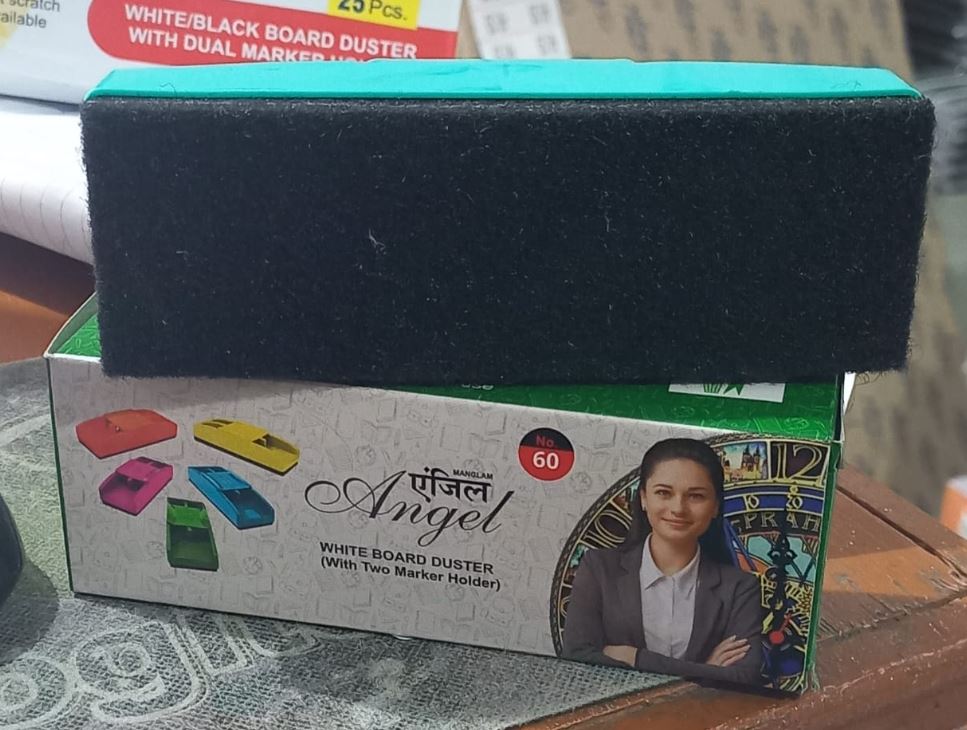 scratch
25 Pcs.
WHITE/BLACK BOARD DUSTER
WITH DUAL MARKER
No.
60
MANGLAM
एंजिल
Angel
WHITE BOARD DUSTER
(With Two Marker Holder)
12